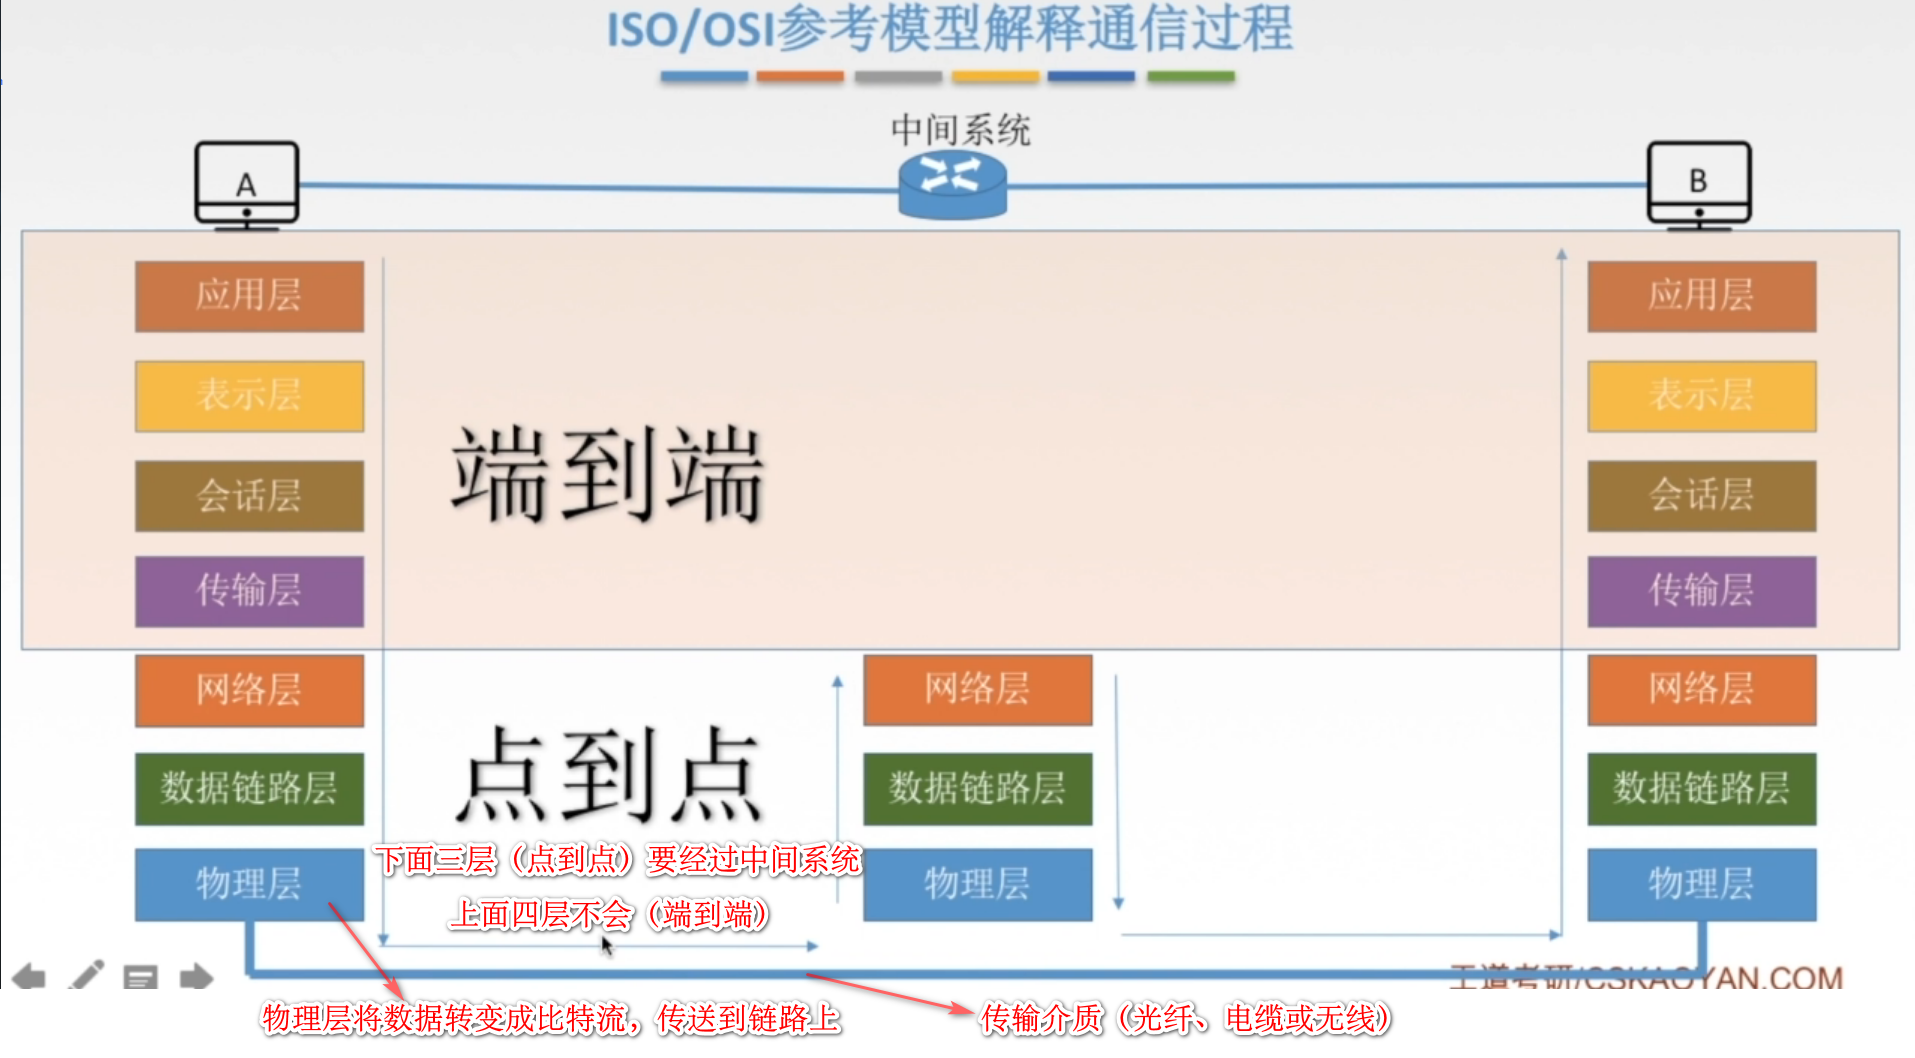 ISO/OSI参考模型解释通信过程
中间系统
A
B
应用层
应用层
表示层
表示层
端到端
会话层
会话层
传输层
传输层
网络层
网络层
网络层
点到点
数据链路层
数据链路层
数据链路层
下面三层（点到点）要经过中间系统
物理层
物理层
物理层
上面四层不会（端到端）
王道考研/CSKAOYAN.COM
物理层将数据转变成比特流，传送到链路上
传输介质（光纤、电缆或无线）